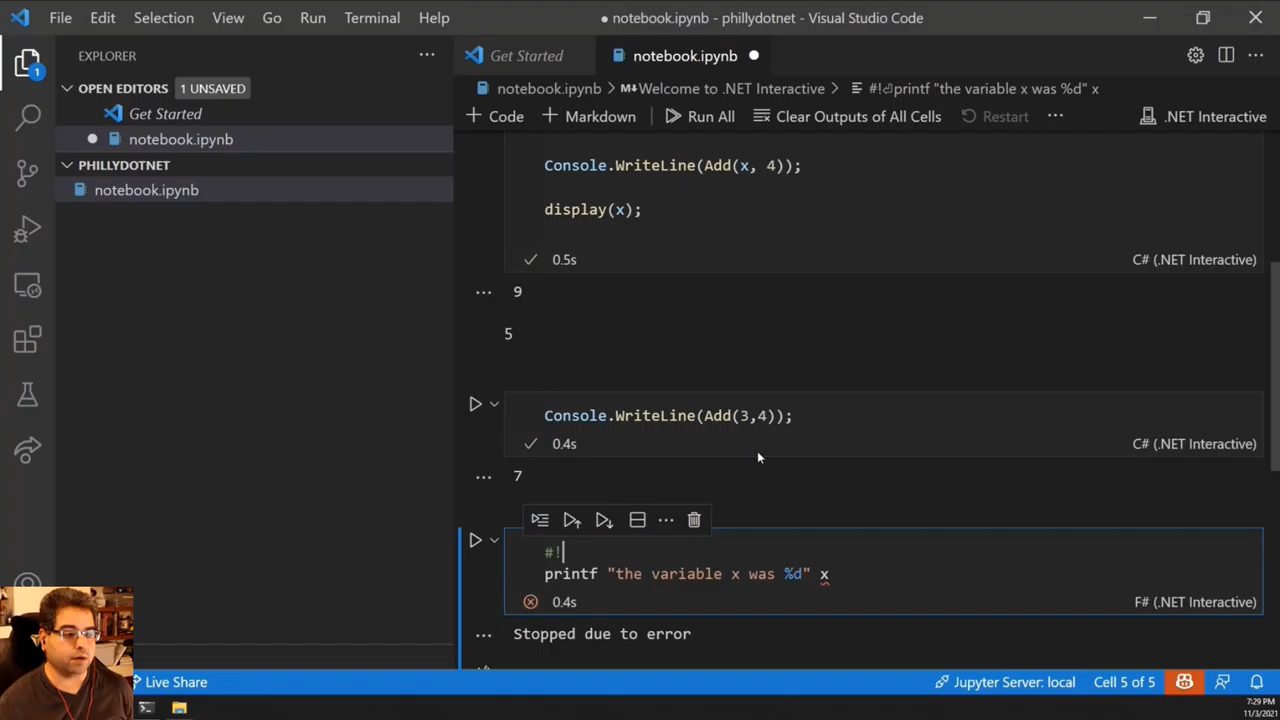 File Edit Selection View Go Run Terminal Help ● notebook.ipynb - phillydotnet - Visual Studio Code
EXPLORER
Get Started
notebook.ipynb
OPEN EDITORS 1 UNSAVED
notebook.ipynb > M↓Welcome to .NET Interactive > #!⏎printf "the variable x was %d" x
Get Started
+ Code + Markdown Run All Clear Outputs of All Cells Restart ... .NET Interactive
1
notebook.ipynb
PHILLYDOTNET
notebook.ipynb
Console.WriteLine(Add(x, 4));
display(x);
0.5s C# (.NET Interactive)
9
5
Console.WriteLine(Add(3,4));
0.4s C# (.NET Interactive)
7
#!
printf "the variable x was %d" x
0.4s F# (.NET Interactive)
Stopped due to error
Live Share Jupyter Server: local Cell 5 of 5
7:29 PM
11/3/2021